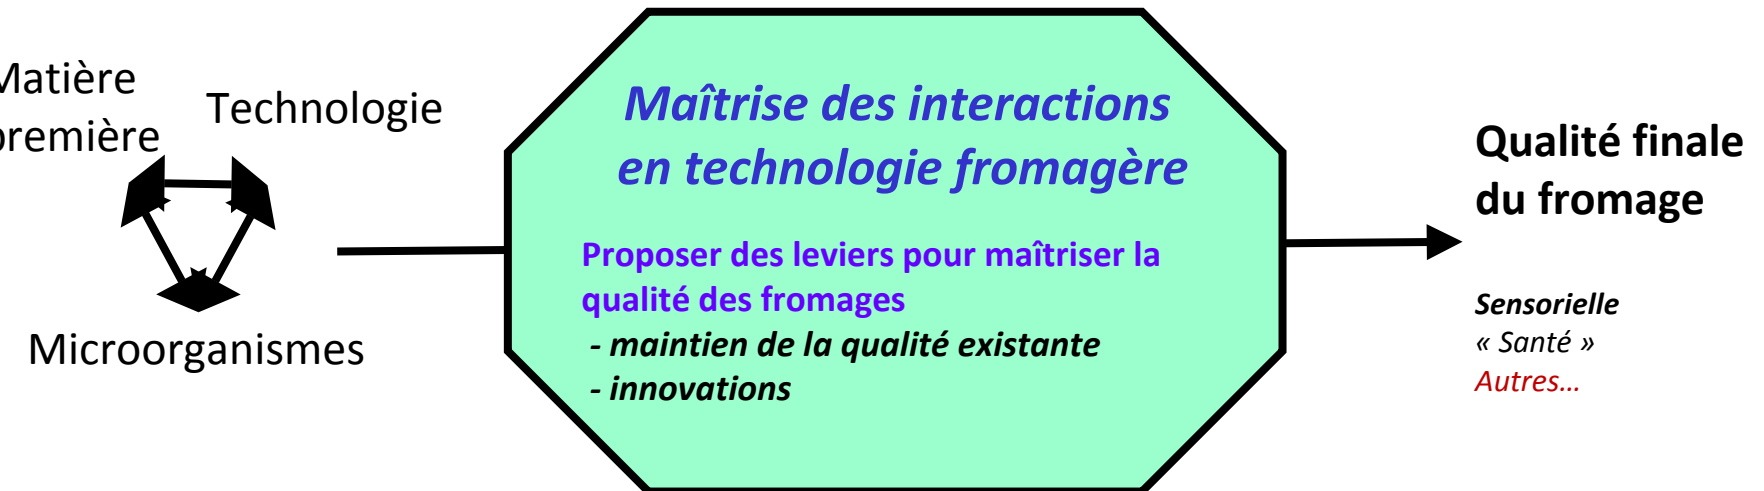 Matière
première
Technologie
Microorganismes
Maîtrise des interactions
en technologie fromagère
Proposer des leviers pour maîtriser la
qualité des fromages
- maintien de la qualité existante
- innovations
Qualité finale
du fromage
Sensorielle
« Santé »
Autres…